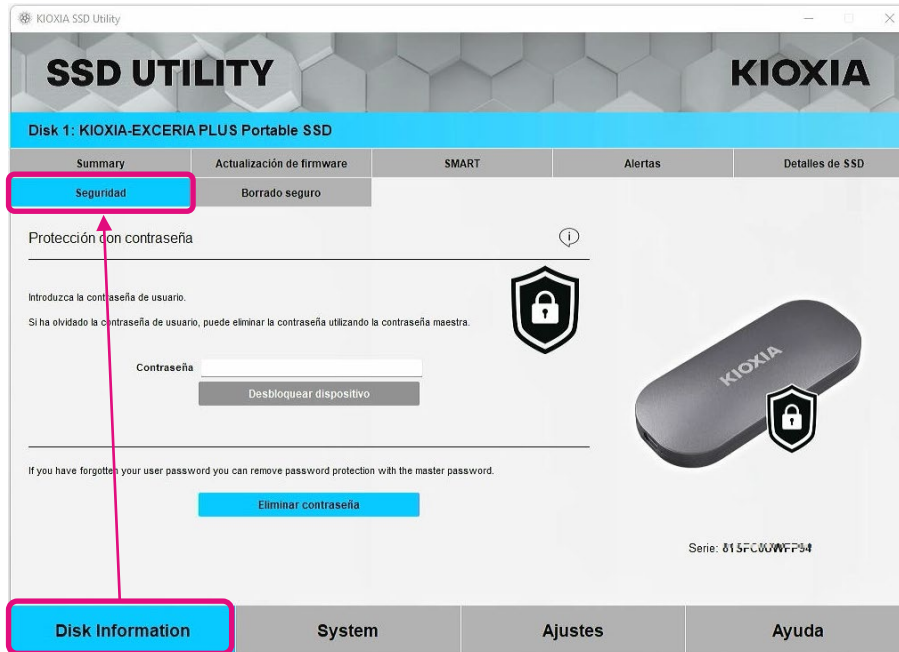 KIOXIA SSD Utility
SSD UTILITY
KIOXIA
Disk 1: KIOXIA-EXCERIA PLUS Portable SSD
Summary
Actualización de firmware
SMART
Alertas
Detalles de SSD
Seguridad
Borrado seguro
Protección con contraseña
Introduzca la contraseña de usuario.
Si ha olvidado la contraseña de usuario, puede eliminar la contraseña utilizando la contraseña maestra.
Contraseña
Desbloquear dispositivo
KIOXIA
If you have forgotten your user password you can remove password protection with the master password.
Eliminar contraseña
Serie:
Disk Information
System
Ajustes
Ayuda